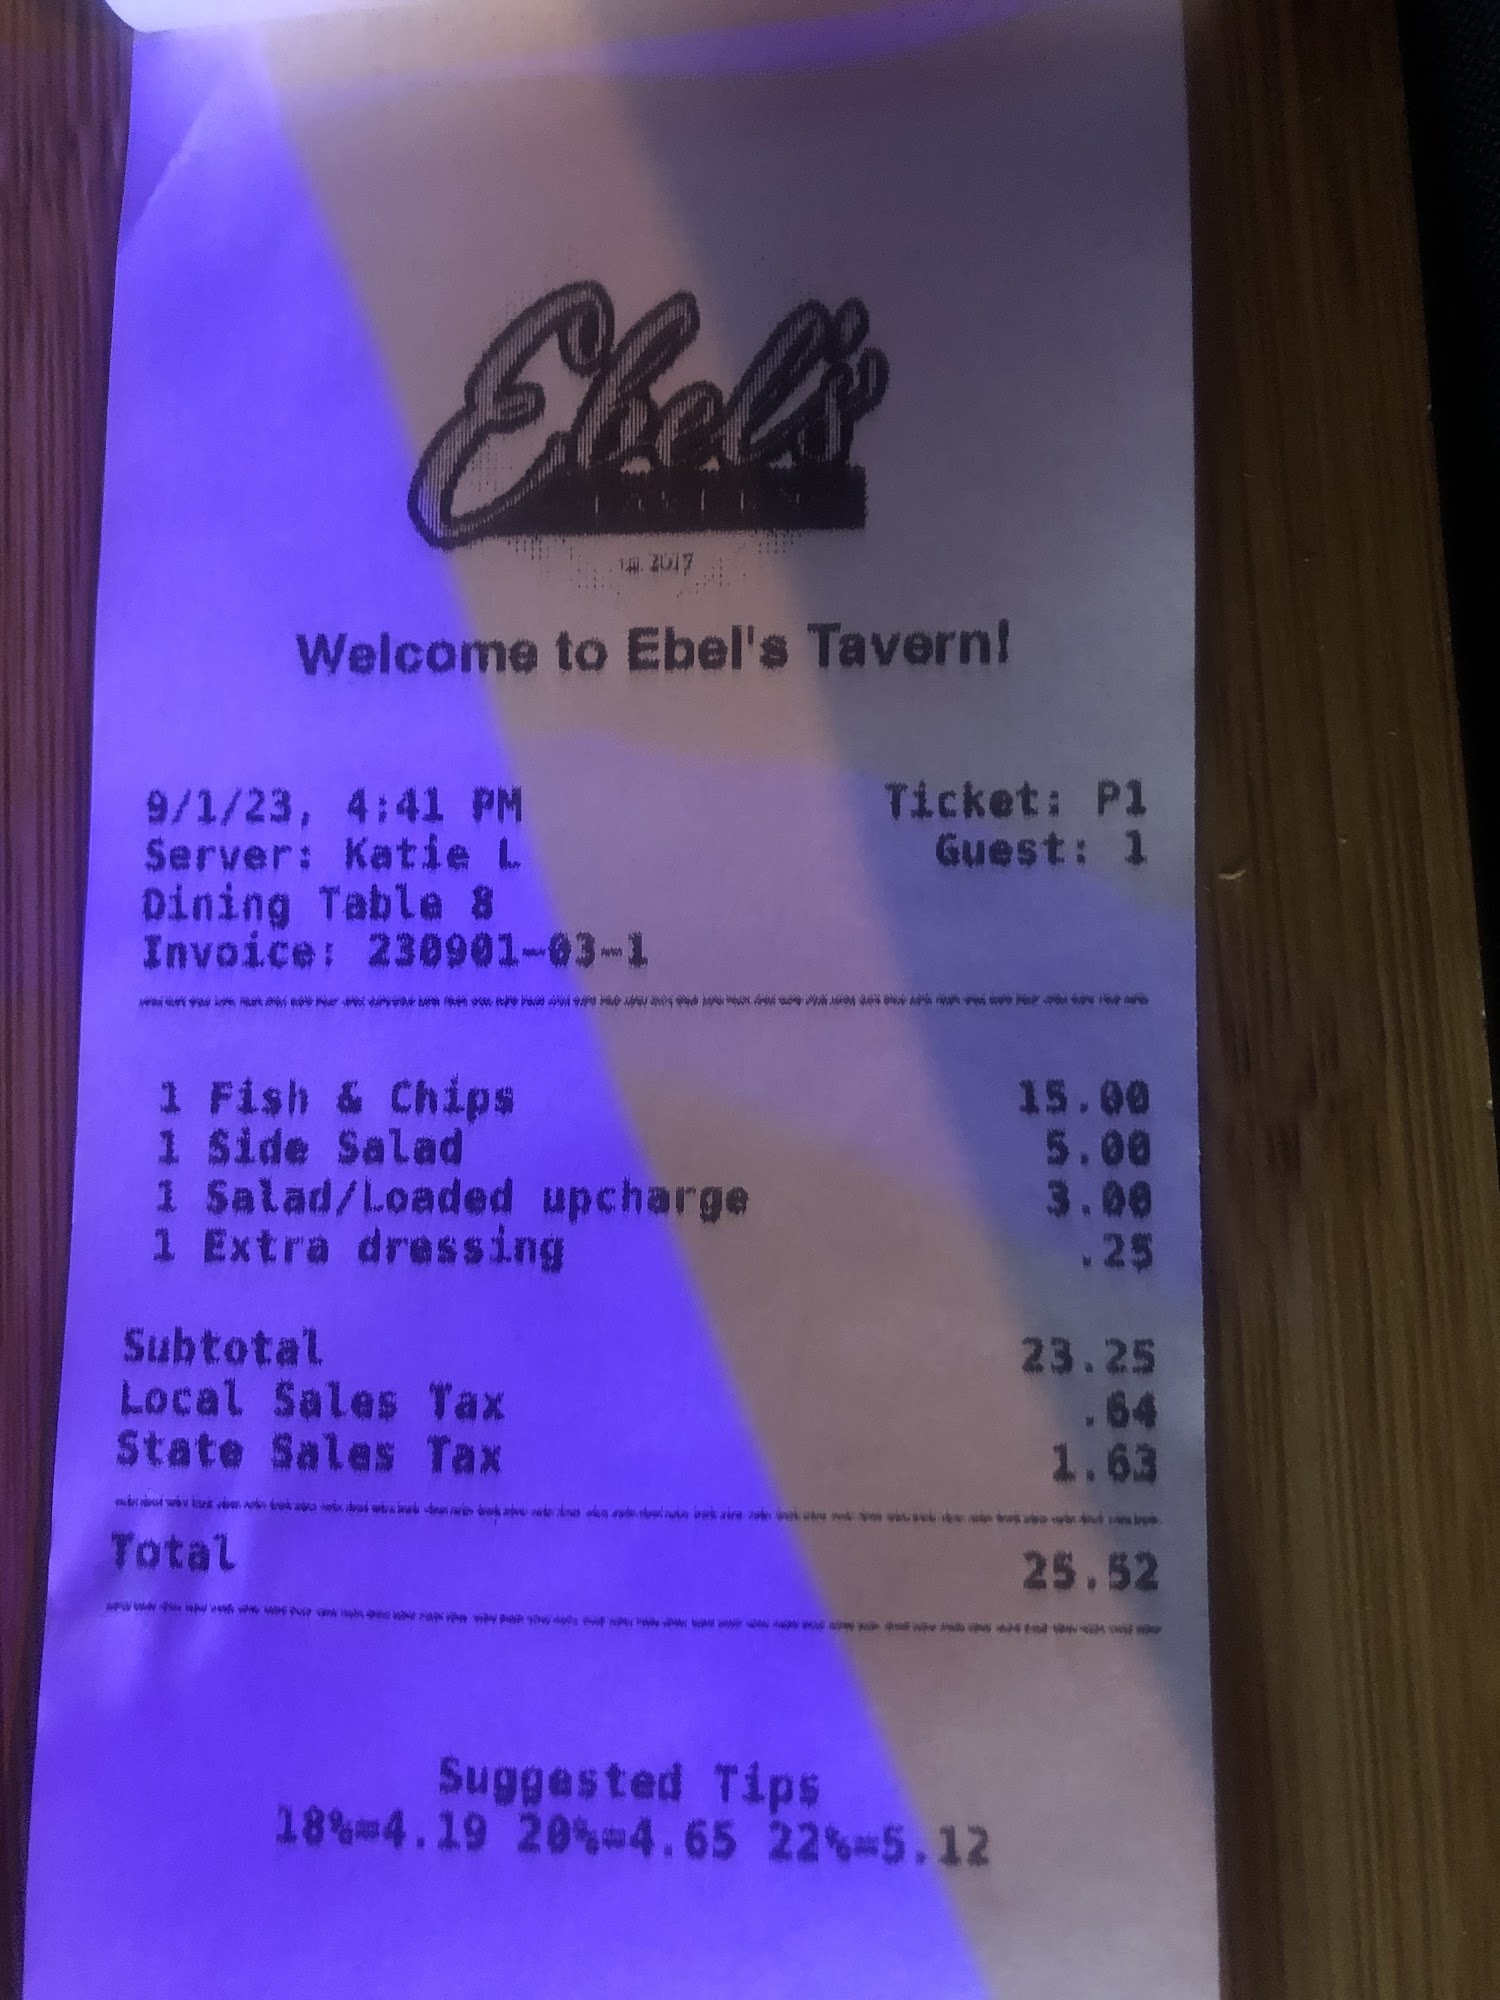 Ebel's
2017
Welcome to Ebel's Tavern!
9/1/23, 4:41 PM Ticket: P1
Server: Katie L Guest: 1
Dining Table 8
Invoice: 230901-03-1
1 Fish & Chips 15.00
1 Side Salad 5.00
1 Salad/Loaded upcharge 3.00
1 Extra dressing .25
Subtotal 23.25
Local Sales Tax .64
State Sales Tax 1.63
Total 25.52
Suggested Tips
18%=4.19 20%=4.65 22%=5.12